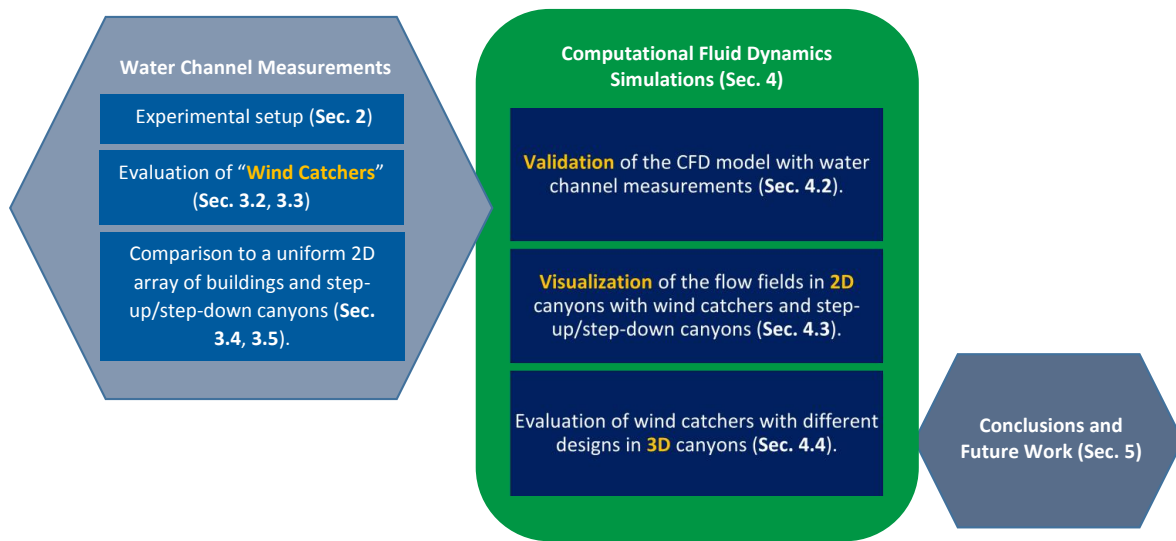 Water Channel Measurements
Experimental setup (Sec. 2)
Evaluation of “Wind Catchers”
(Sec. 3.2, 3.3)
Comparison to a uniform 2D
array of buildings and step-
up/step-down canyons (Sec.
3.4, 3.5).
Computational Fluid Dynamics
Simulations (Sec. 4)
Validation of the CFD model with water
channel measurements (Sec. 4.2).
Visualization of the flow fields in 2D
canyons with wind catchers and step-
up/step-down canyons (Sec. 4.3).
Evaluation of wind catchers with different
designs in 3D canyons (Sec. 4.4).
Conclusions and
Future Work (Sec. 5)